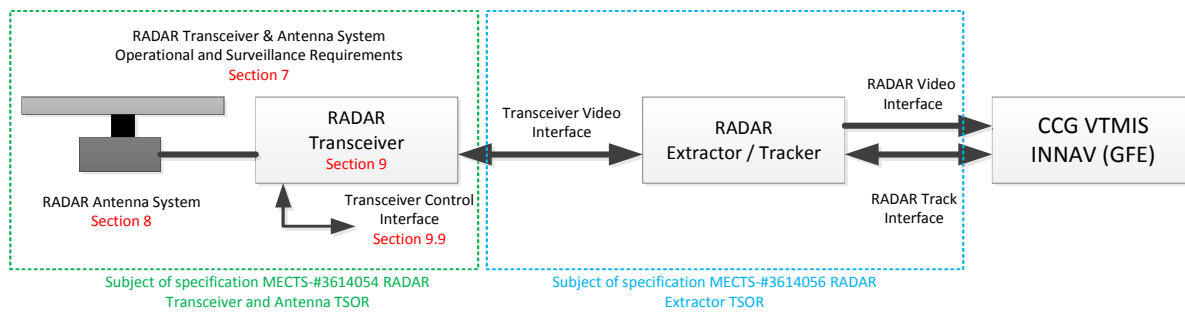 RADAR Transceiver & Antenna System
Operational and Surveillance Requirements
Section 7
RADAR
Transceiver
Section 9
RADAR Antenna System
Section 8
Transceiver Control
Interface
Section 9.9
Transceiver Video
Interface
RADAR
Extractor / Tracker
RADAR Video
Interface
RADAR Track
Interface
CCG VTMIS
INNAV (GFE)
Subject of specification MECTS-#3614054 RADAR
Transceiver and Antenna TSOR
Subject of specification MECTS-#3614056 RADAR
Extractor TSOR